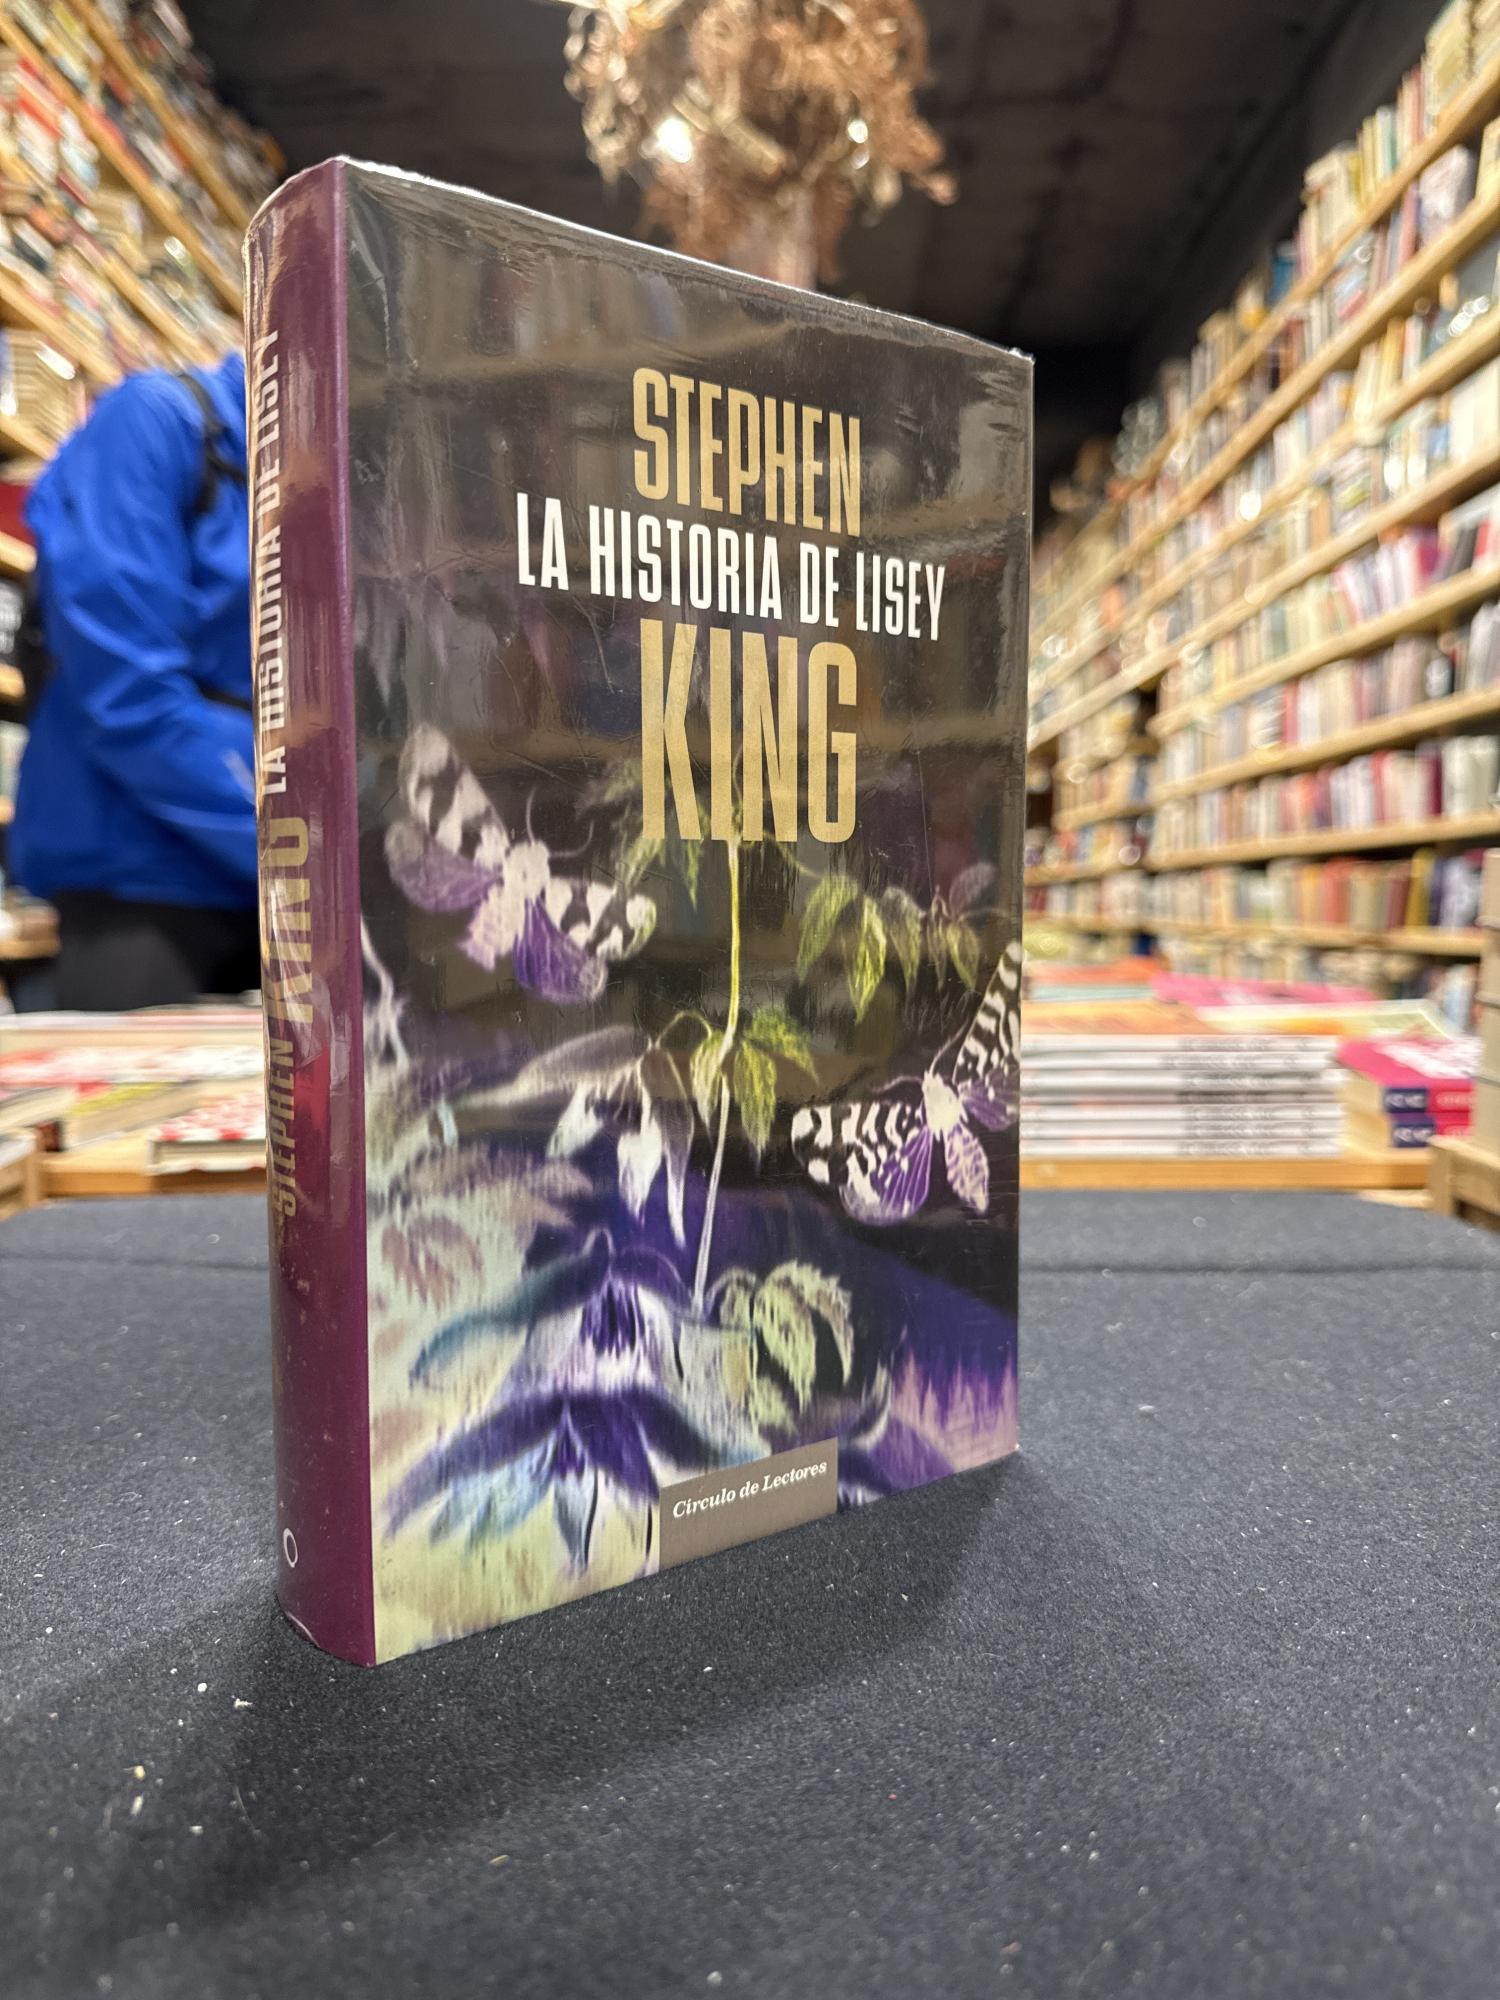 STEPHEN
LA HISTORIA DE LISEY
KING
Círculo de Lectores
STEPHEN KING LA HISTORIA DE LISEY